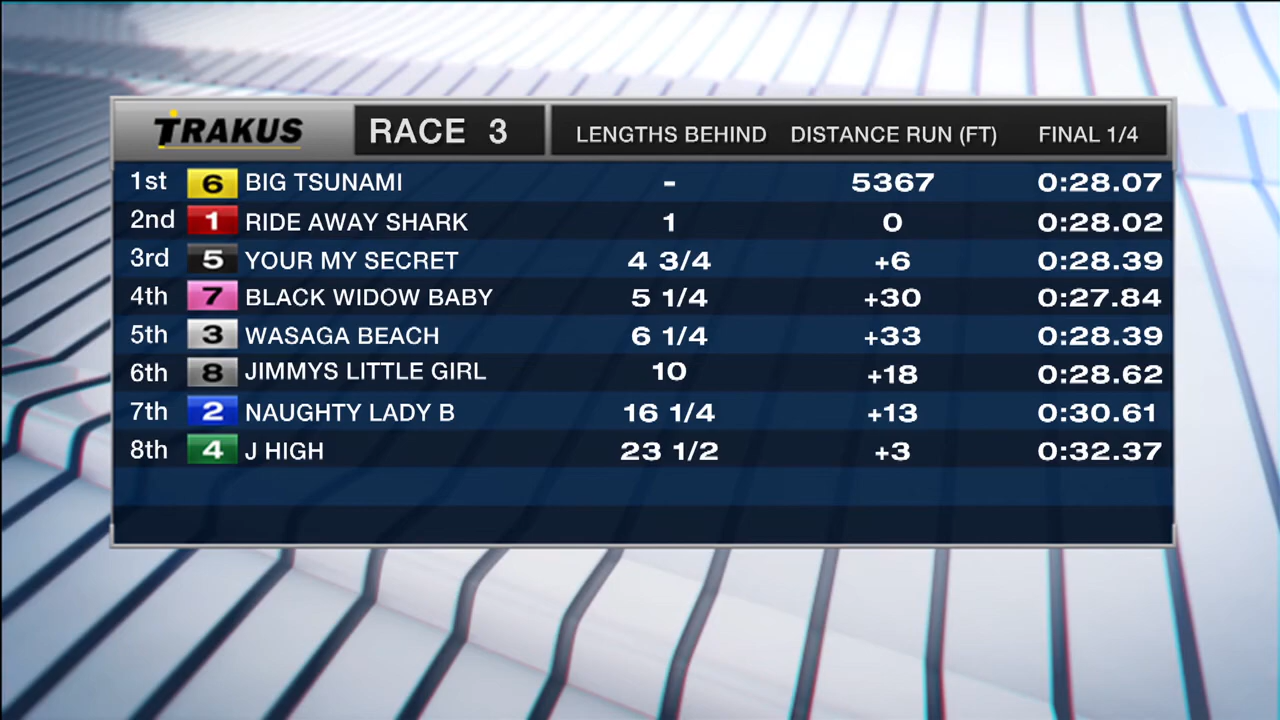 TRAKUS RACE 3 LENGTHS BEHIND DISTANCE RUN (FT) FINAL 1/4
1st 6 BIG TSUNAMI - 5367 0:28.07
2nd 1 RIDE AWAY SHARK 1 0 0:28.02
3rd 5 YOUR MY SECRET 4 3/4 +6 0:28.39
4th 7 BLACK WIDOW BABY 5 1/4 +30 0:27.84
5th 3 WASAGA BEACH 6 1/4 +33 0:28.39
6th 8 JIMMYS LITTLE GIRL 10 +18 0:28.62
7th 2 NAUGHTY LADY B 16 1/4 +13 0:30.61
8th 4 J HIGH 23 1/2 +3 0:32.37